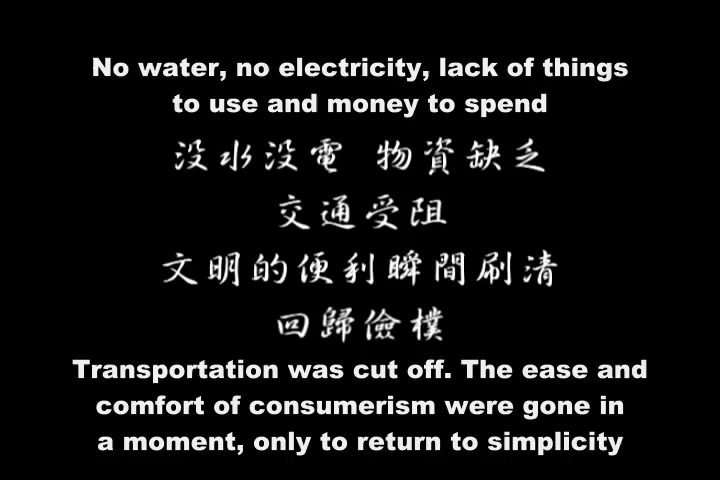 No water, no electricity, lack of things
to use and money to spend
沒水沒電 物資缺乏
交通受阻
文明的便利瞬間刷清
回歸儉樸
Transportation was cut off. The ease and
comfort of consumerism were gone in
a moment, only to return to simplicity